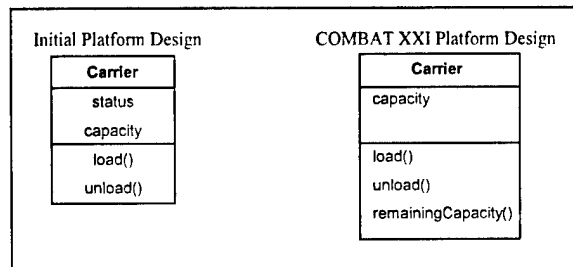 Initial Platform Design
Carrier
status
capacity
load()
unload()
COMBAT XXI Platform Design
Carrier
capacity
load()
unload()
remainingCapacity()